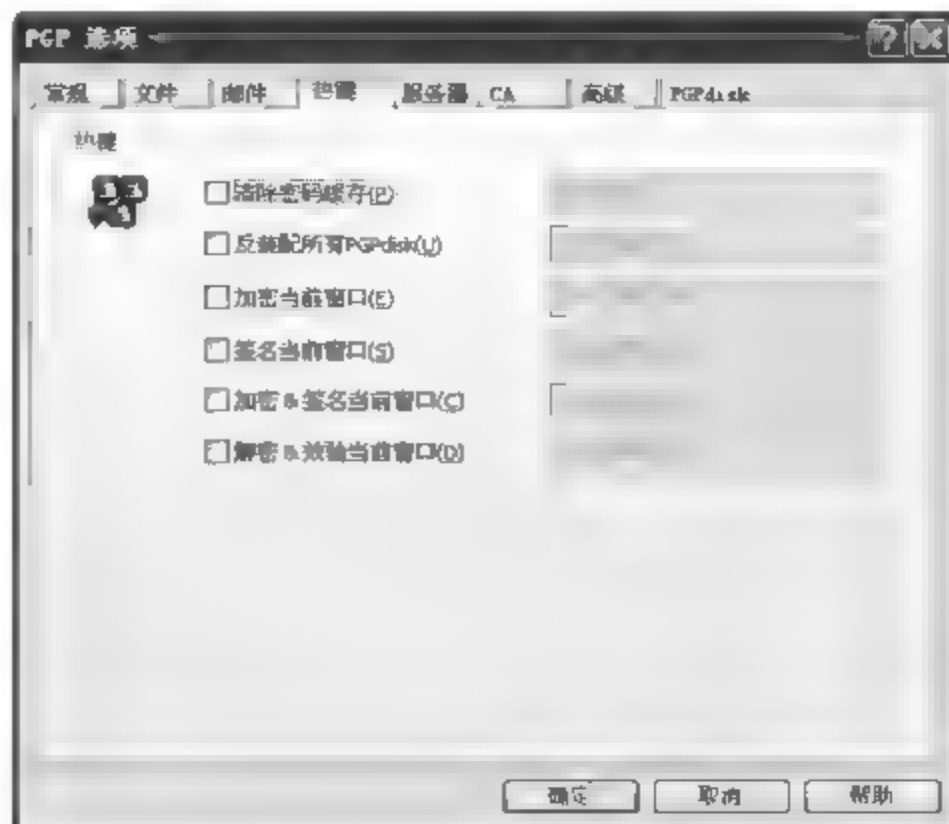 PGP 选项
常规 文件 邮件 热键 服务器 CA 高级 PGPdisk
热键
清除密码缓存(P)
反装配所有PGPdisk(U)
加密当前窗口(E)
签名当前窗口(S)
加密 & 签名当前窗口(C)
解密 & 效验当前窗口(D)
确定 取消 帮助